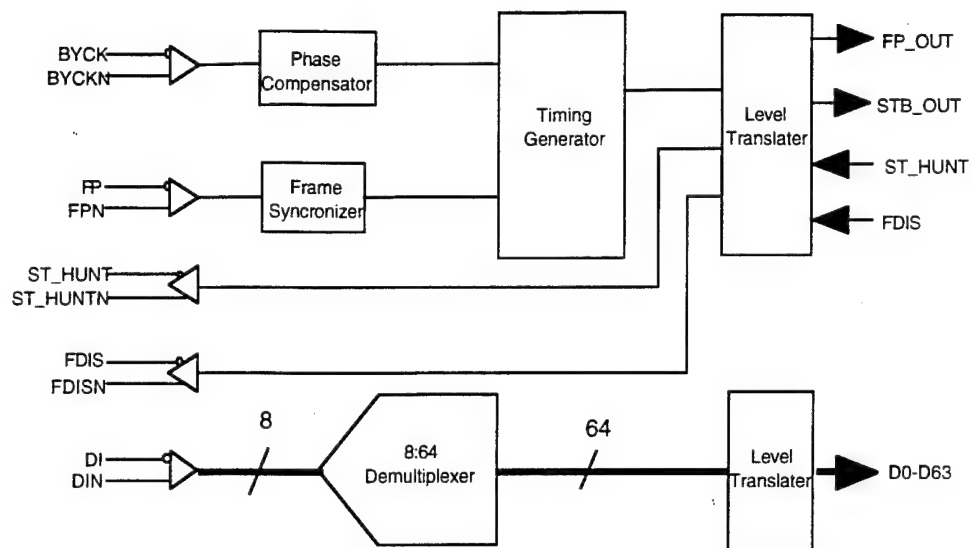 BYCK
BYCKN
Phase
Compensator
Timing
Generator
Level
Translater
FP_OUT
STB_OUT
ST_HUNT
FDIS
FP
FPN
Frame
Syncronizer
ST_HUNT
ST_HUNTN
FDIS
FDISN
8
64
DI
DIN
8:64
Demultiplexer
Level
Translater
D0-D63